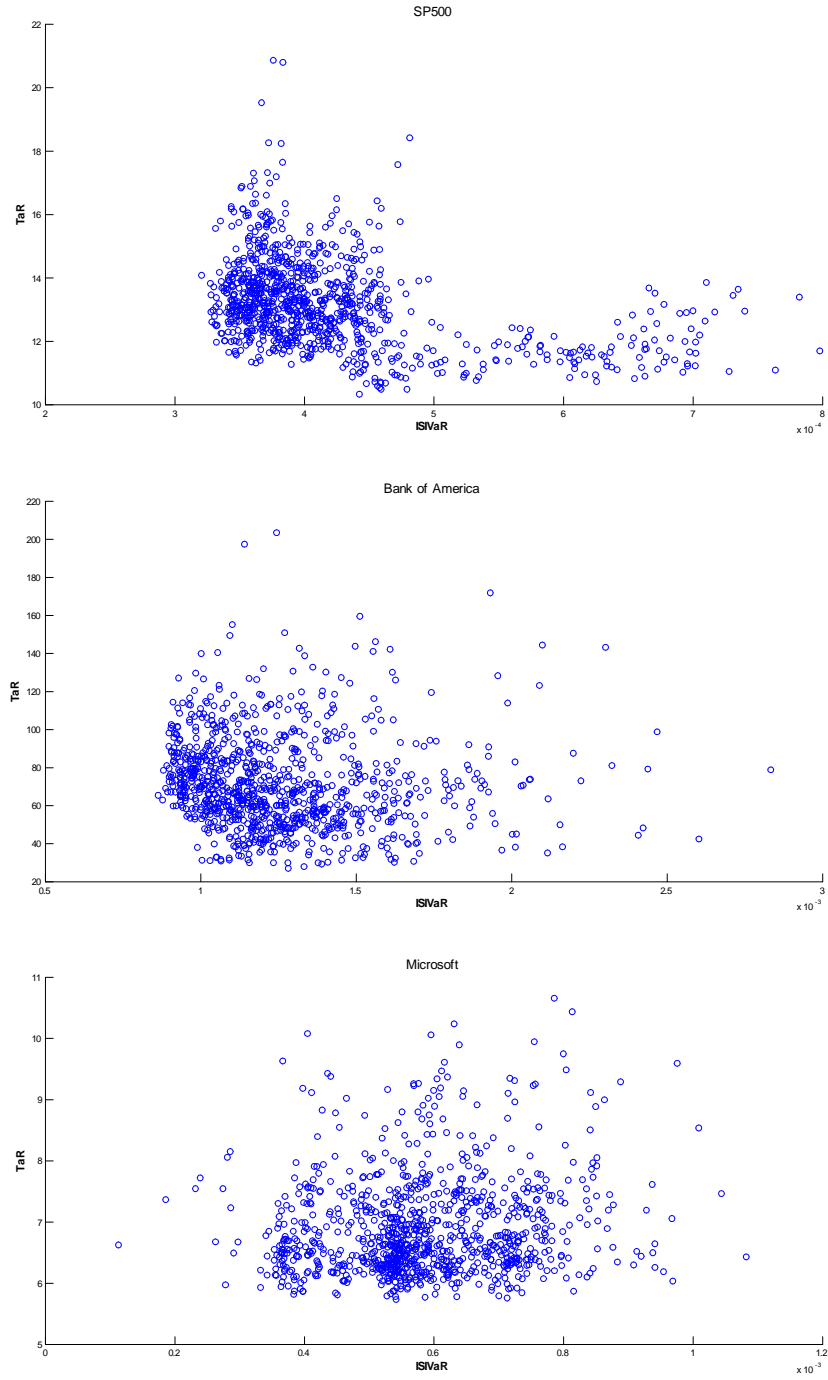 SP500
22
20
18
16
14
12
10
TaR
2 3 4 5 6 7 8
ISIVaR
x 10⁻⁴
Bank of America
220
200
180
160
140
120
100
80
60
40
20
TaR
0.5 1 1.5 2 2.5 3
ISIVaR
x 10⁻³
Microsoft
11
10
9
8
7
6
5
TaR
0 0.2 0.4 0.6 0.8 1 1.2
ISIVaR
x 10⁻³